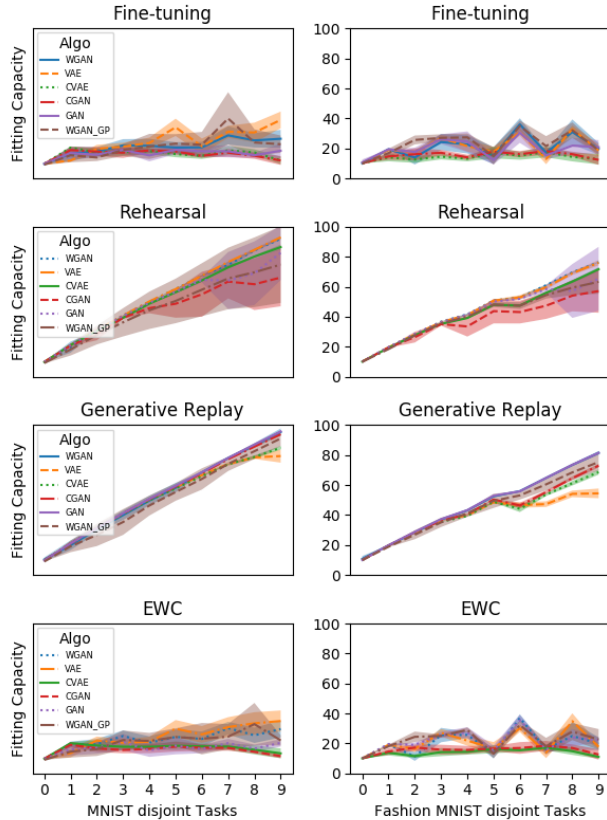 Fine-tuning
Fine-tuning
Fitting Capacity
Algo
WGAN
VAE
CVAE
CGAN
GAN
WGAN_GP
100
80
60
40
20
0
Rehearsal
Rehearsal
Fitting Capacity
Algo
WGAN
VAE
CVAE
CGAN
GAN
WGAN_GP
100
80
60
40
20
0
Generative Replay
Generative Replay
Fitting Capacity
Algo
WGAN
VAE
CVAE
CGAN
GAN
WGAN_GP
100
80
60
40
20
0
EWC
EWC
Fitting Capacity
Algo
WGAN
VAE
CVAE
CGAN
GAN
WGAN_GP
100
80
60
40
20
0
0 1 2 3 4 5 6 7 8 9
0 1 2 3 4 5 6 7 8 9
MNIST disjoint Tasks
Fashion MNIST disjoint Tasks